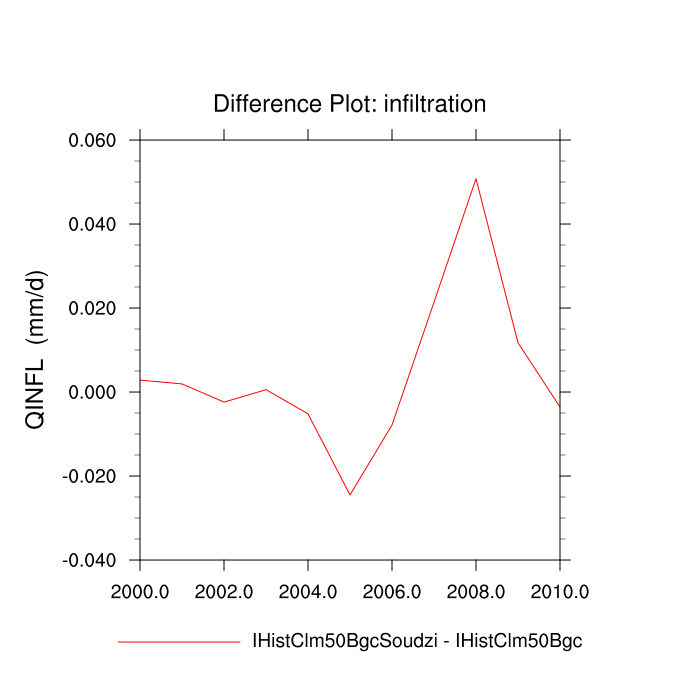 Difference Plot: infiltration
0.060
0.040
0.020
0.000
-0.020
-0.040
QINFL (mm/d)
2000.0 2002.0 2004.0 2006.0 2008.0 2010.0
IHistClm50BgcSoudzi - IHistClm50Bgc